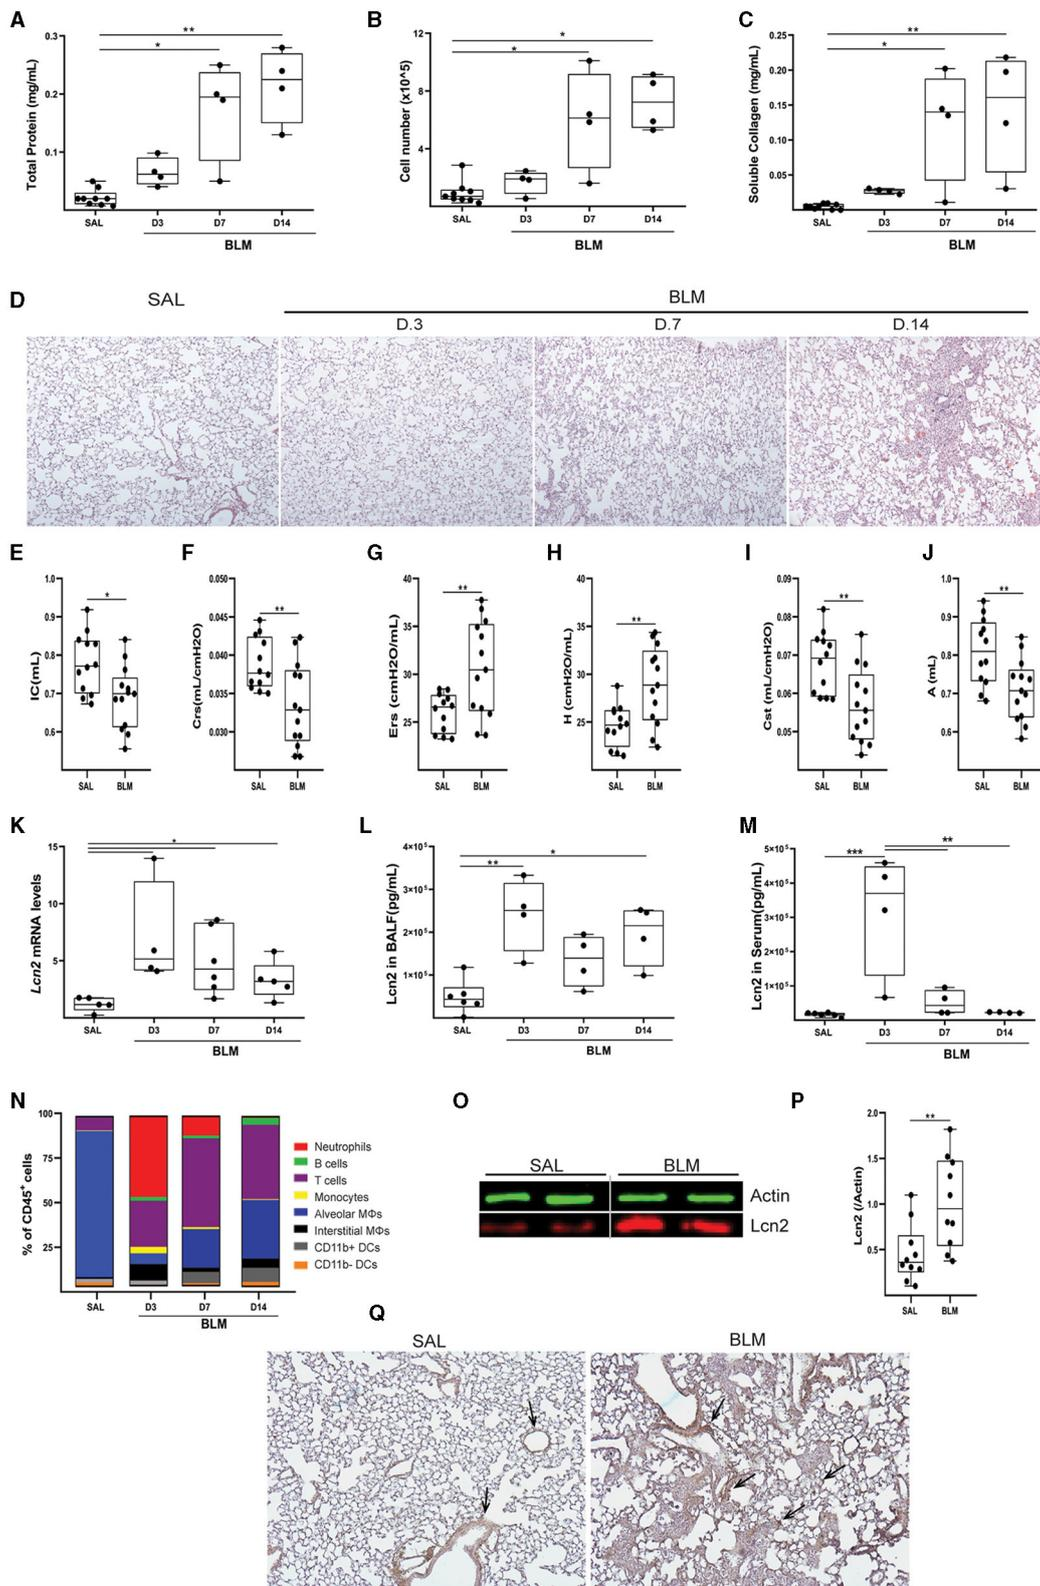 A
B
C
Total Protein (mg/mL)
0.3
0.2
0.1
**
*
SAL
D3
D7
D14
BLM
Cell number (x10^5)
12
8
4
*
*
SAL
D3
D7
D14
BLM
Soluble Collagen (mg/mL)
0.25
0.20
0.15
0.10
0.05
**
*
SAL
D3
D7
D14
BLM
D
SAL
BLM
D.3
D.7
D.14
E
F
G
H
I
J
IC(mL)
1.0
0.9
0.8
0.7
0.6
*
SAL
BLM
Crs(mL/cmH2O)
0.050
0.045
0.040
0.035
0.030
**
SAL
BLM
Ers (cmH2O/mL)
40
35
30
25
**
SAL
BLM
H (cmH2O/mL)
40
35
30
25
**
SAL
BLM
Cst (mL/cmH2O)
0.09
0.08
0.07
0.06
0.05
**
SAL
BLM
A (mL)
1.0
0.9
0.8
0.7
0.6
**
SAL
BLM
K
L
M
Lcn2 mRNA levels
15
10
5
*
SAL
D3
D7
D14
BLM
Lcn2 in BALF(pg/mL)
4×10⁵
3×10⁵
2×10⁵
1×10⁵
*
**
SAL
D3
D7
D14
BLM
Lcn2 in Serum(pg/mL)
5×10⁵
4×10⁵
3×10⁵
2×10⁵
1×10⁵
***
**
SAL
D3
D7
D14
BLM
N
O
P
% of CD45⁺ cells
100
75
50
25
SAL
D3
D7
D14
BLM
Neutrophils
B cells
T cells
Monocytes
Alveolar MΦs
Interstitial MΦs
CD11b+ DCs
CD11b- DCs
SAL
BLM
Actin
Lcn2
Lcn2 (/Actin)
2.0
1.5
1.0
0.5
**
SAL
BLM
Q
SAL
BLM